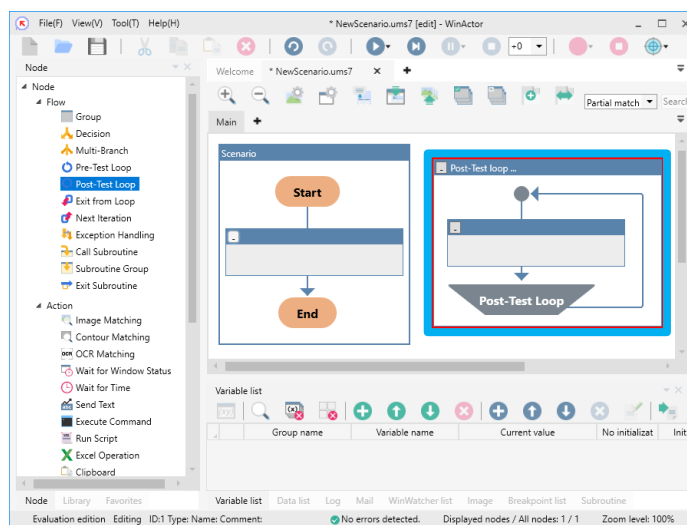 File(F) View(V) Tool(T) Help(H)
* NewScenario.ums7 [edit] - WinActor
+0
Node
Welcome * NewScenario.ums7
Node
Flow
Group
Decision
Multi-Branch
Pre-Test Loop
Post-Test Loop
Exit from Loop
Next Iteration
Exception Handling
Call Subroutine
Subroutine Group
Exit Subroutine
Action
Image Matching
Contour Matching
OCR OCR Matching
Wait for Window Status
Wait for Time
Send Text
Execute Command
Run Script
Excel Operation
Clipboard
Partial match Search
Main
Scenario
Start
End
Post-Test loop ...
Post-Test Loop
Variable list
Group name Variable name Current value No initializat Init
Node Library Favorites
Variable list Data list Log Mail WinWatcher list Image Breakpoint list Subroutine
Evaluation edition Editing ID:1 Type: Name: Comment: No errors detected. Displayed nodes / All nodes: 1 / 1 Zoom level: 100%